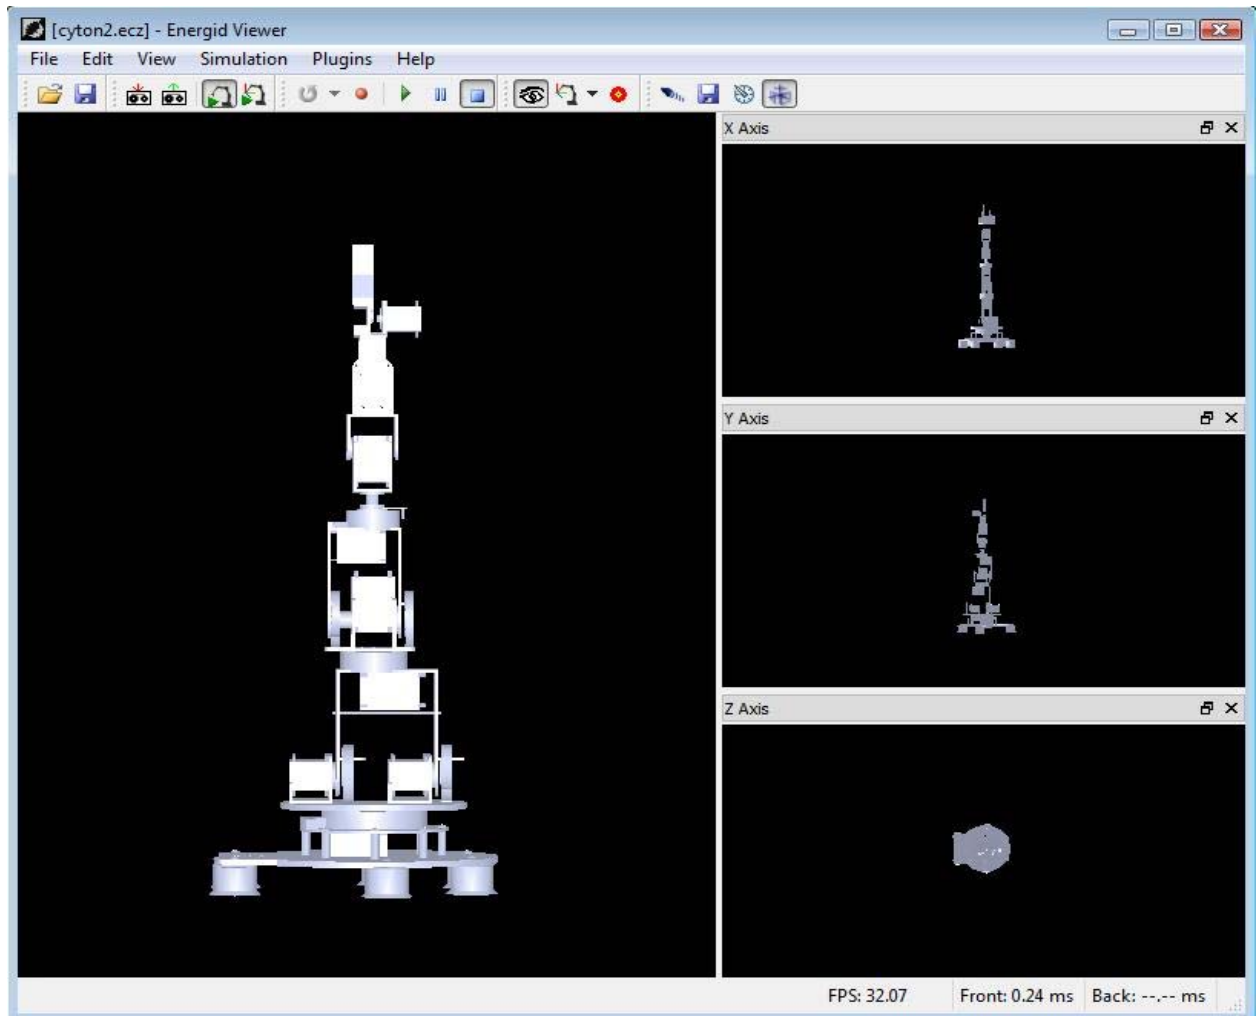 [cyton2.ecz] - Energid Viewer
File Edit View Simulation Plugins Help
X Axis
Y Axis
Z Axis
FPS: 32.07 Front: 0.24 ms Back: --.-- ms